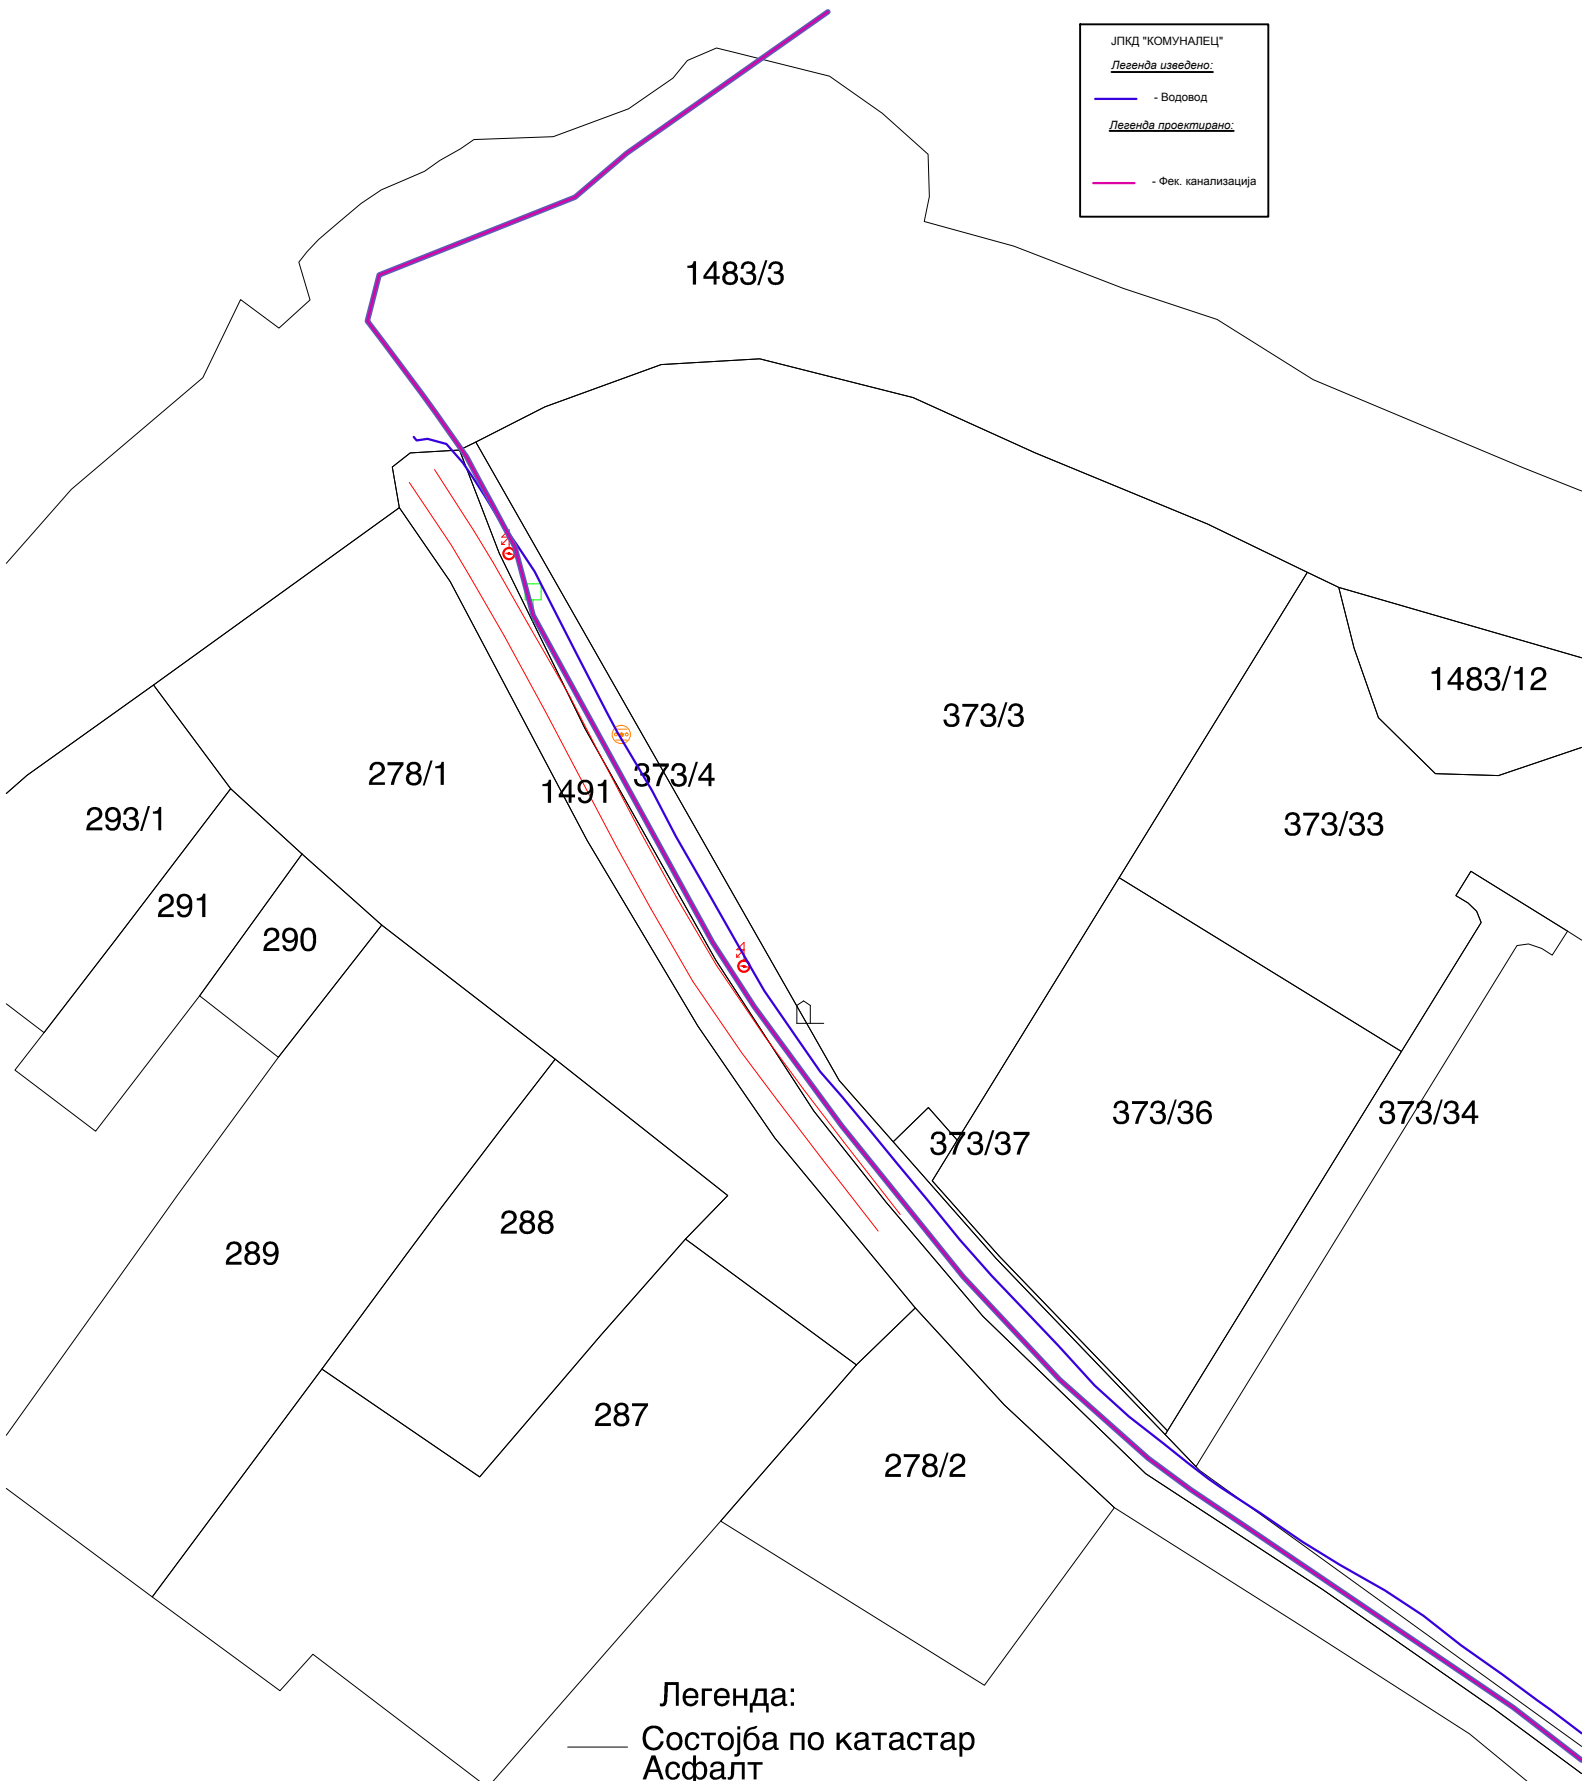 ЈПКД "КОМУНАЛЕЦ"
Легенда изведено:
- Водовод
Легенда проектирано:
- Фек. канализација
1483/3
1483/12
373/3
278/1
1491
373/4
293/1
373/33
291
290
373/36
373/34
373/37
288
289
287
278/2
Легенда:
Состојба по катастар
Асфалт